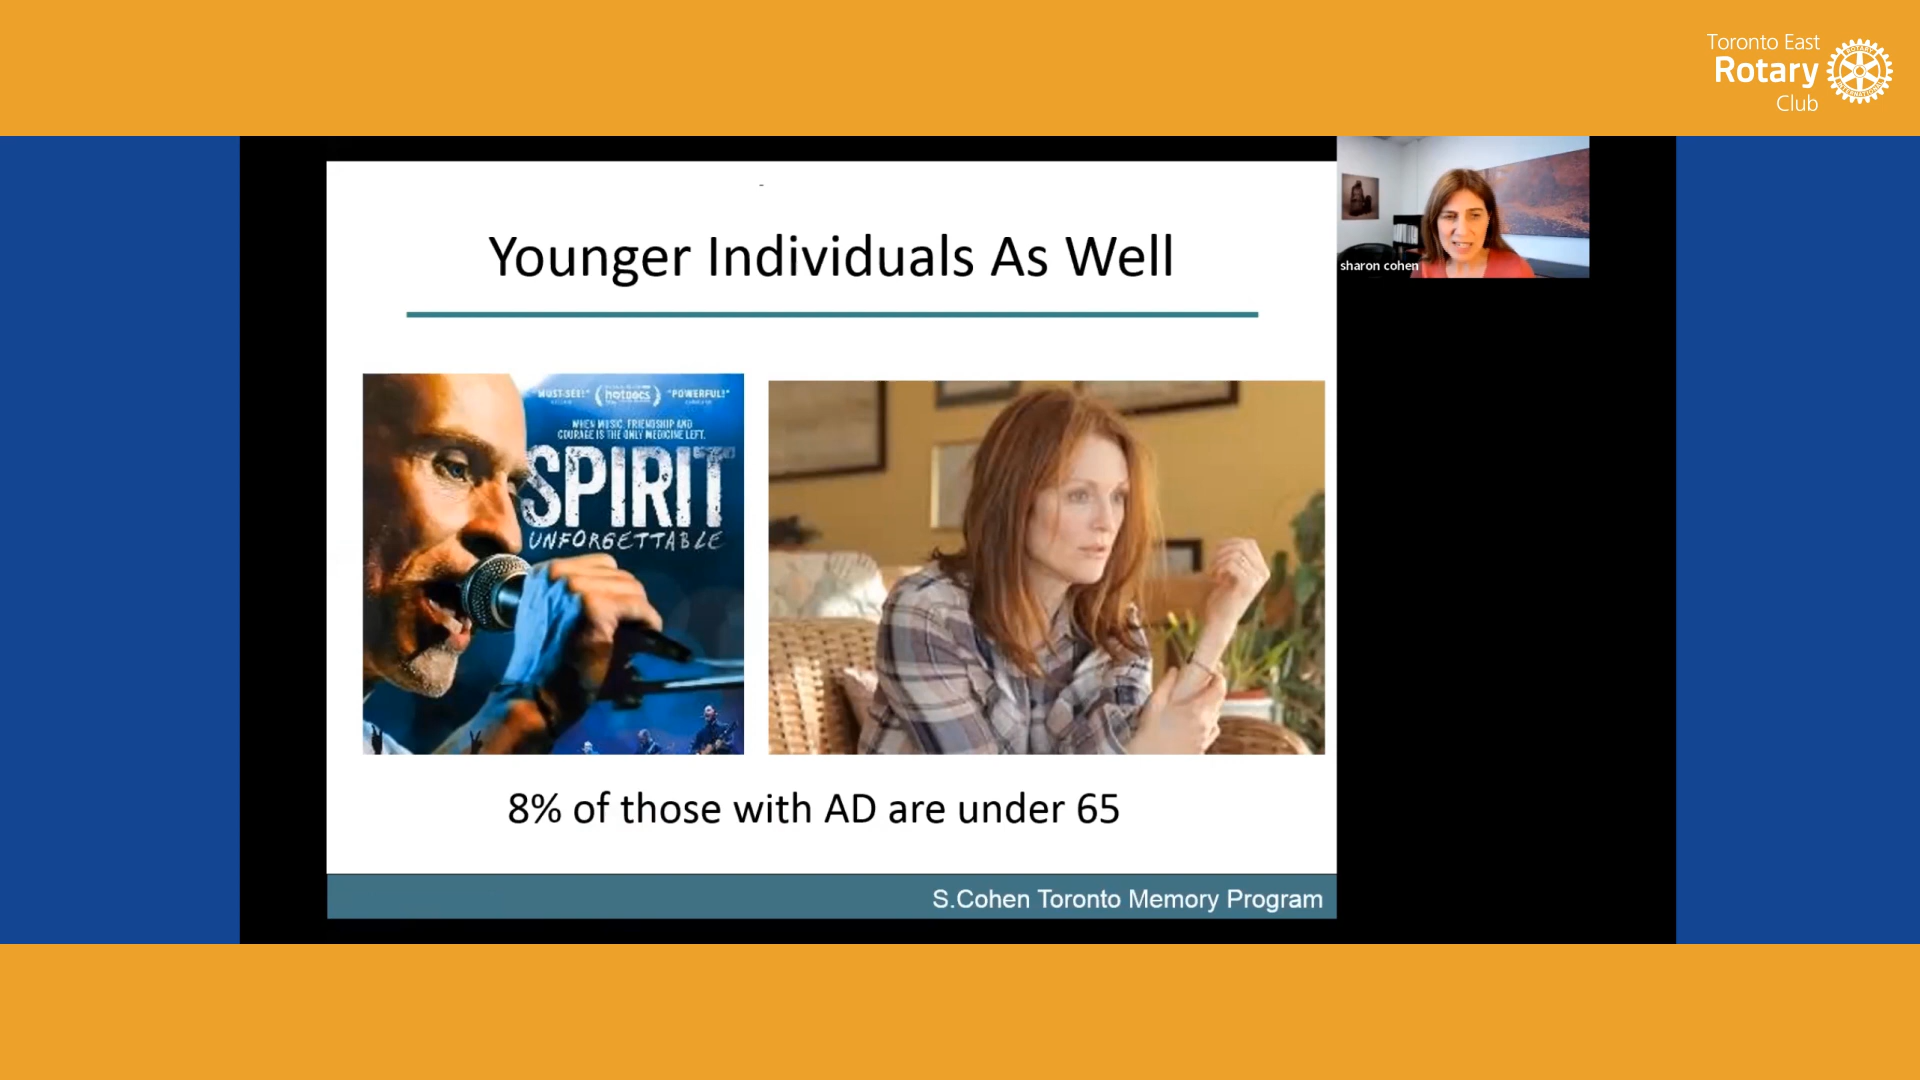 Toronto East
Rotary
Club
sharon cohen
Younger Individuals As Well
"MUST-SEE!" hotdocs "POWERFUL!"
WHEN MUSIC, FRIENDSHIP AND
COURAGE IS THE ONLY MEDICINE LEFT.
SPIRIT
UNFORGETTABLE
8% of those with AD are under 65
S.Cohen Toronto Memory Program